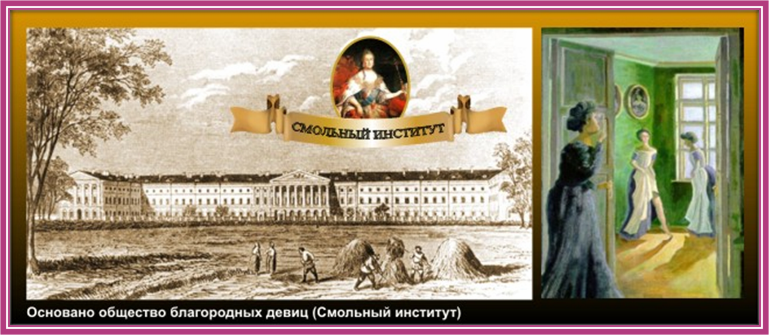 СМОЛЬНЫЙ ИНСТИТУТ
Основано общество благородных девиц (Смольный институт)